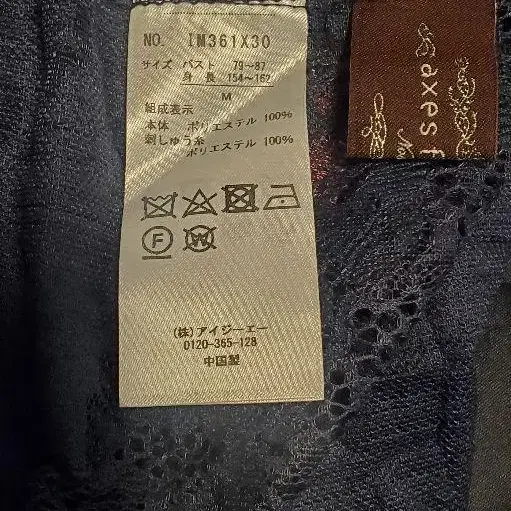 NO. IM361X30
サイズ バスト 79~87
身長 154~162
M
組成表示
本体 ポリエステル 100%
刺しゅう糸
ポリエステル 100%
F
W
(株)アイジーエー
0120-365-128
中国製
axes f